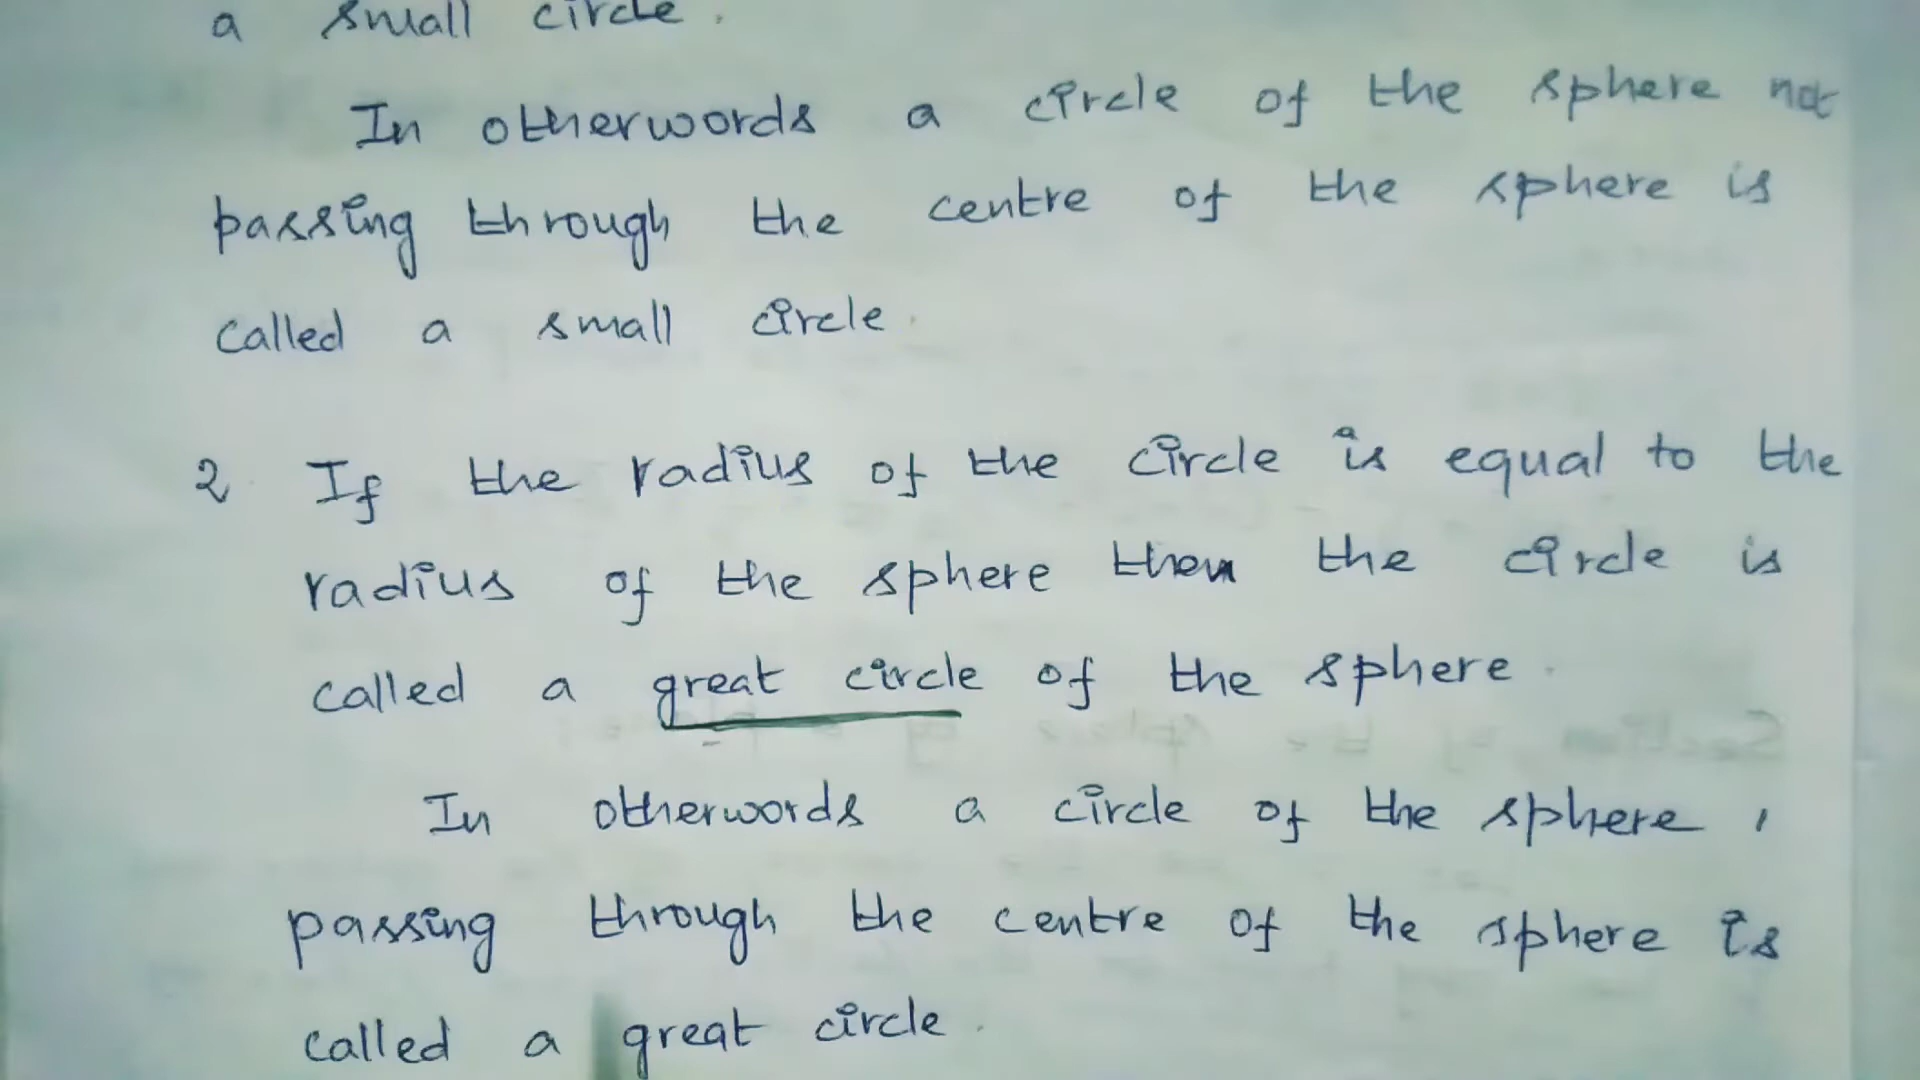 a small circle.
In otherwords a circle of the sphere not
passing through the centre of the sphere is
called a small circle.
2 If the radius of the circle is equal to the
radius of the sphere then the circle is
called a great circle of the sphere.
In otherwords a circle of the sphere,
passing through the centre of the sphere is
called a great circle.